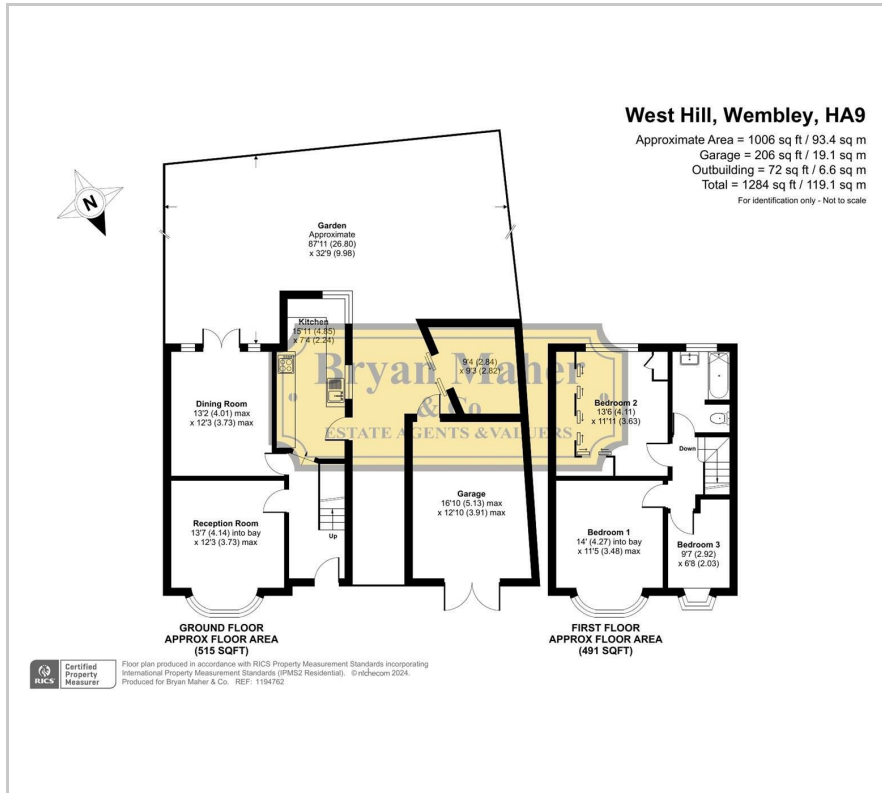 West Hill, Wembley, HA9
Approximate Area = 1006 sq ft / 93.4 sq m
Garage = 206 sq ft / 19.1 sq m
Outbuilding = 72 sq ft / 6.6 sq m
Total = 1284 sq ft / 119.1 sq m
For identification only - Not to scale
N
Garden
Approximate
87'11 (26.80)
x 32'9 (9.98)
Kitchen
15'11 (4.85)
x 7'4 (2.24)
9'4 (2.84)
x 9'3 (2.82)
Bryan Maher
& Co
ESTATE AGENTS & VALUERS
Dining Room
13'2 (4.01) max
x 12'3 (3.73) max
Bedroom 2
13'6 (4.11)
x 11'11 (3.63)
Down
Reception Room
13'7 (4.14) into bay
x 12'3 (3.73) max
Up
Garage
16'10 (5.13) max
x 12'10 (3.91) max
Bedroom 1
14' (4.27) into bay
x 11'5 (3.48) max
Bedroom 3
9'7 (2.92)
x 6'8 (2.03)
GROUND FLOOR
APPROX FLOOR AREA
(515 SQFT)
FIRST FLOOR
APPROX FLOOR AREA
(491 SQFT)
RICS
Certified
Property
Measurer
Floor plan produced in accordance with RICS Property Measurement Standards incorporating
International Property Measurement Standards (IPMS2 Residential). © nichecom 2024.
Produced for Bryan Maher & Co. REF: 1194762